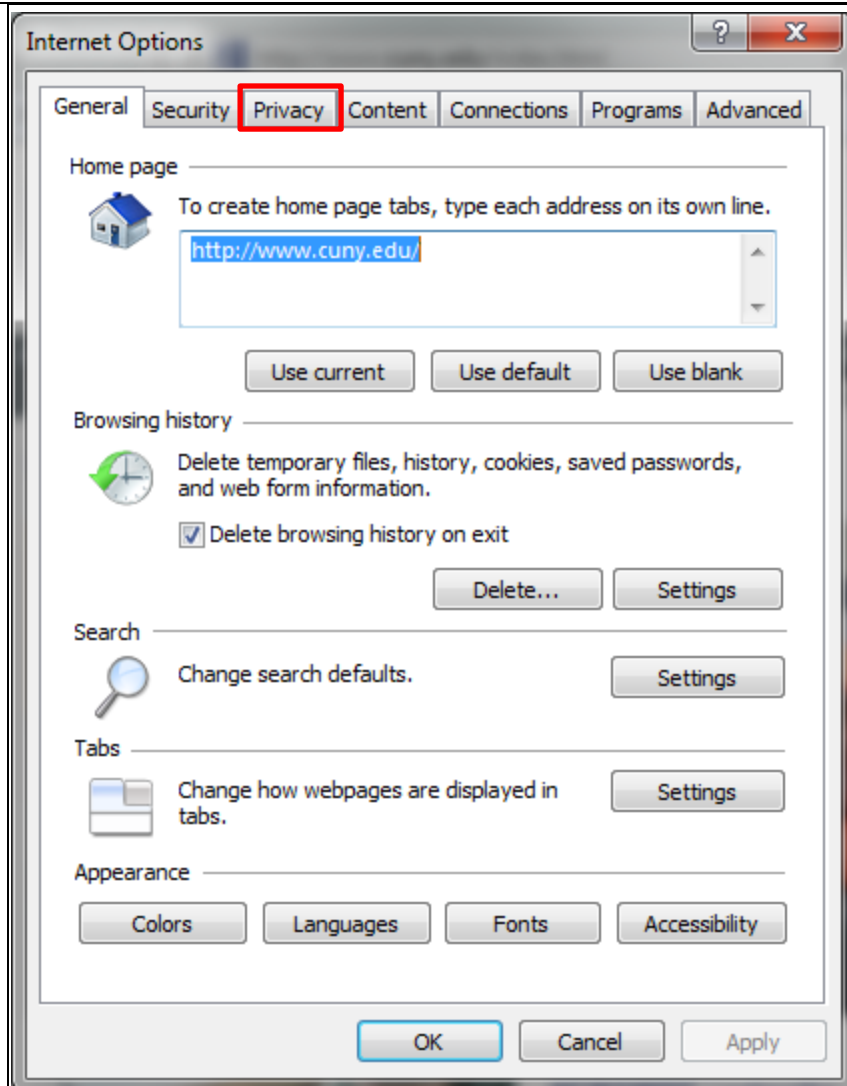 Internet Options
General Security Privacy Content Connections Programs Advanced
Home page
To create home page tabs, type each address on its own line.
http://www.cuny.edu/
Use current Use default Use blank
Browsing history
Delete temporary files, history, cookies, saved passwords,
and web form information.
Delete browsing history on exit
Delete... Settings
Search
Change search defaults.
Settings
Tabs
Change how webpages are displayed in
tabs.
Settings
Appearance
Colors Languages Fonts Accessibility
OK Cancel Apply